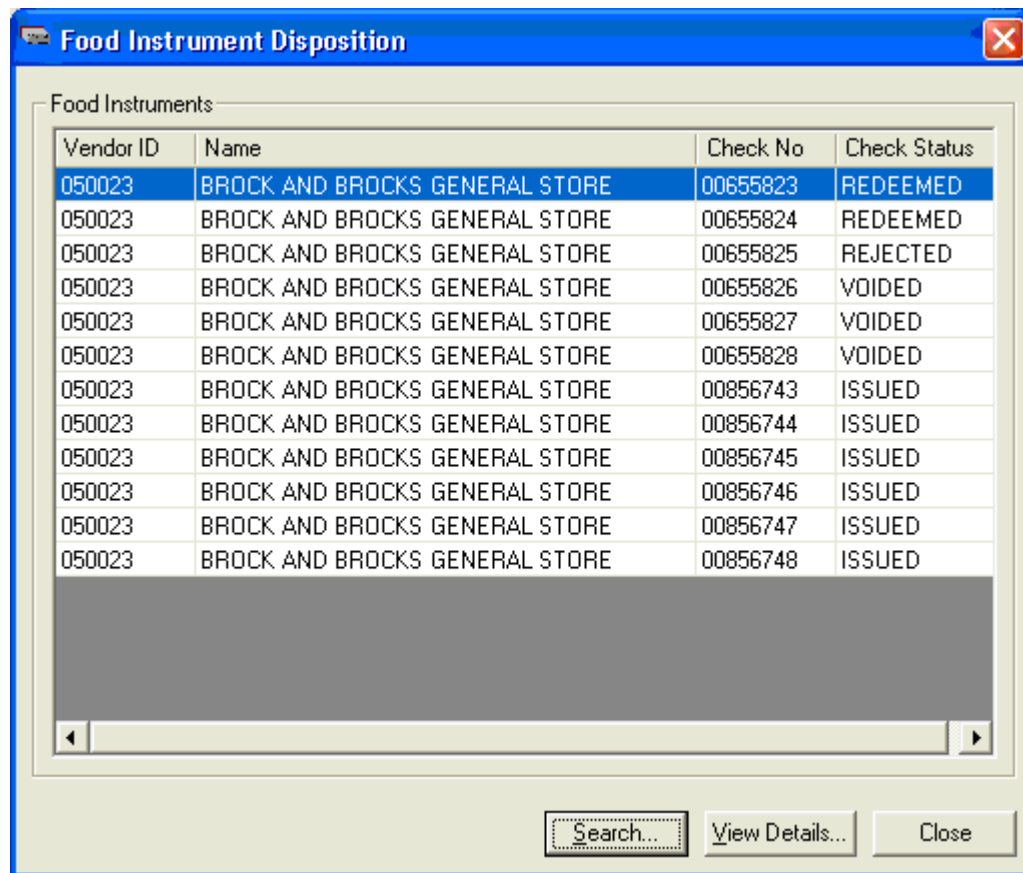 Food Instrument Disposition
Food Instruments
Vendor ID Name Check No Check Status
050023 BROCK AND BROCKS GENERAL STORE 00655823 REDEEMED
050023 BROCK AND BROCKS GENERAL STORE 00655824 REDEEMED
050023 BROCK AND BROCKS GENERAL STORE 00655825 REJECTED
050023 BROCK AND BROCKS GENERAL STORE 00655826 VOIDED
050023 BROCK AND BROCKS GENERAL STORE 00655827 VOIDED
050023 BROCK AND BROCKS GENERAL STORE 00655828 VOIDED
050023 BROCK AND BROCKS GENERAL STORE 00856743 ISSUED
050023 BROCK AND BROCKS GENERAL STORE 00856744 ISSUED
050023 BROCK AND BROCKS GENERAL STORE 00856745 ISSUED
050023 BROCK AND BROCKS GENERAL STORE 00856746 ISSUED
050023 BROCK AND BROCKS GENERAL STORE 00856747 ISSUED
050023 BROCK AND BROCKS GENERAL STORE 00856748 ISSUED
Search... View Details... Close